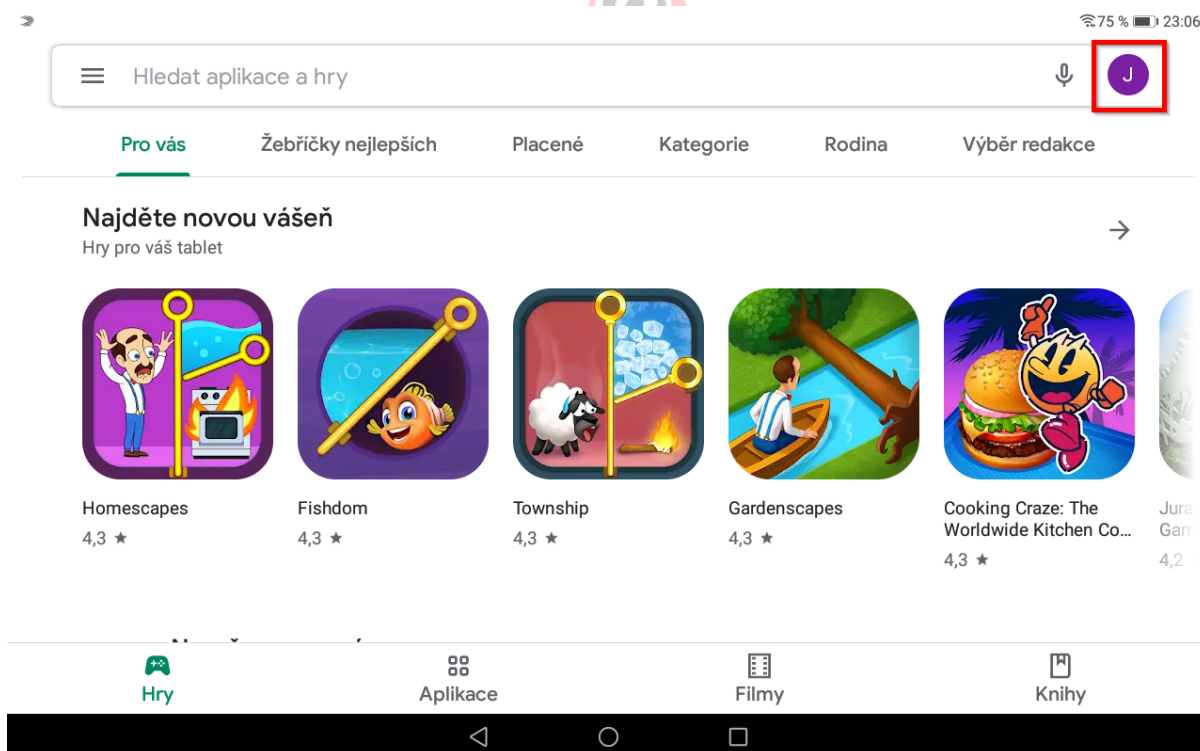 75 % 23:06
Hledat aplikace a hry J
Pro vás Žebříčky nejlepších Placené Kategorie Rodina Výběr redakce
Najděte novou vášeň
Hry pro váš tablet
Homescapes
4,3 ★
Fishdom
4,3 ★
Township
4,3 ★
Gardenscapes
4,3 ★
Cooking Craze: The
Worldwide Kitchen Co...
4,3 ★
4,2
Hry Aplikace Filmy Knihy